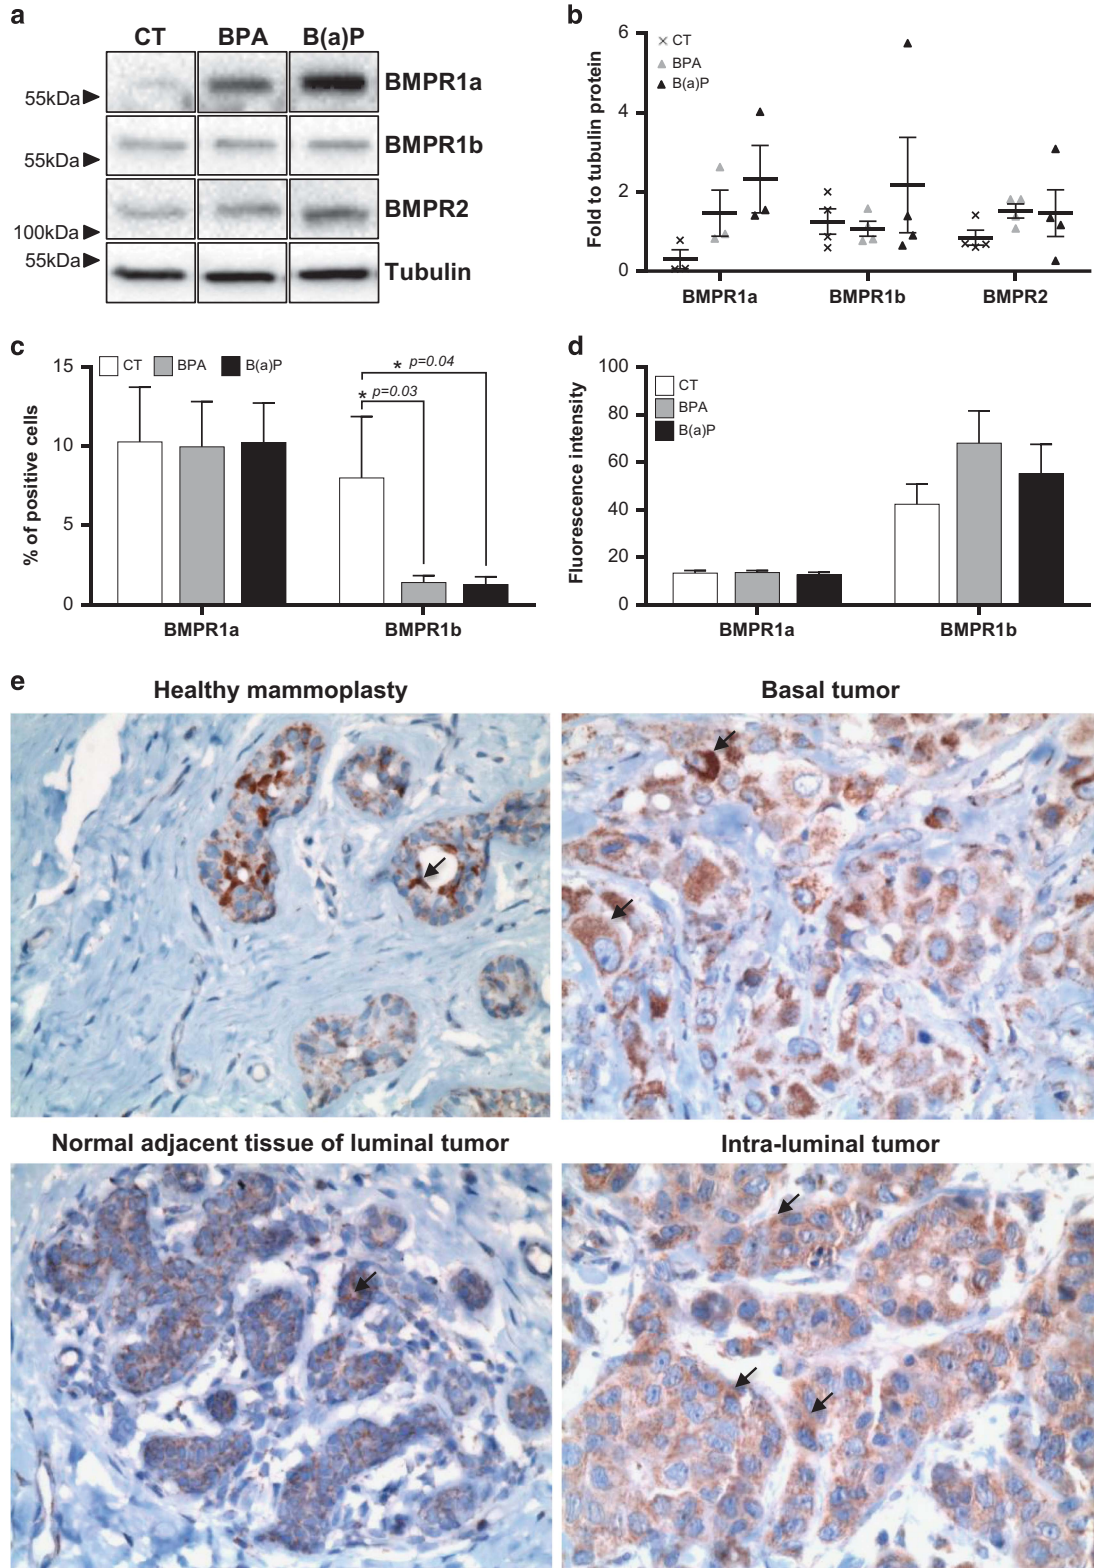 a
CT BPA B(a)P
BMPR1a
55kDa
BMPR1b
55kDa
BMPR2
100kDa
55kDa
Tubulin
b
Fold to tubulin protein
6
4
2
0
CT
BPA
B(a)P
BMPR1a BMPR1b BMPR2
c
% of positive cells
15
10
5
0
CT BPA B(a)P
* p=0.04
* p=0.03
BMPR1a BMPR1b
d
Fluorescence intensity
100
80
60
40
20
0
CT
BPA
B(a)P
BMPR1a BMPR1b
e
Healthy mammoplasty
Basal tumor
Normal adjacent tissue of luminal tumor
Intra-luminal tumor